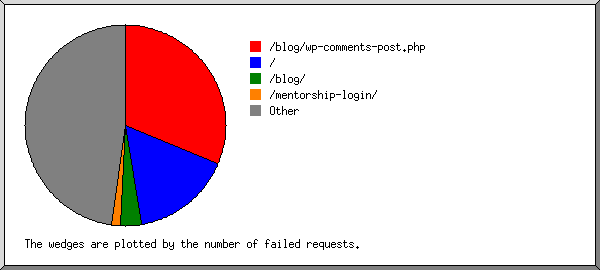 /blog/wp-comments-post.php
/
/blog/
/mentorship-login/
Other
The wedges are plotted by the number of failed requests.